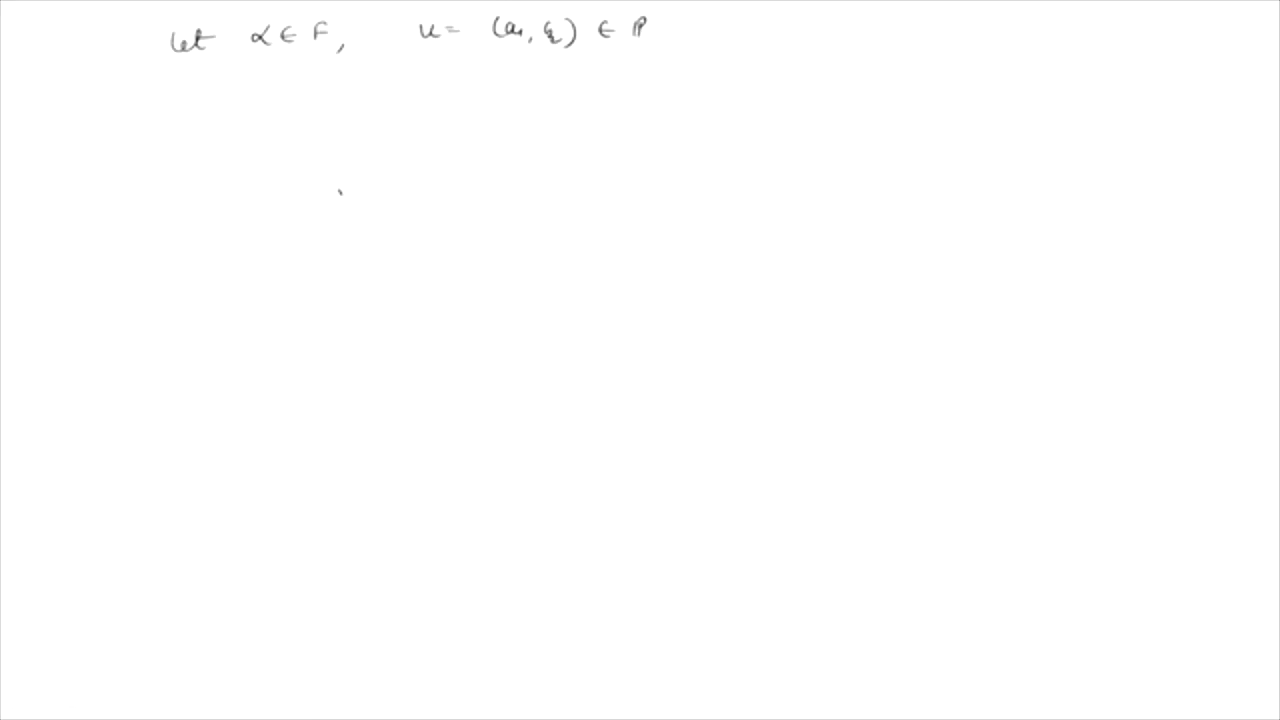 let α ∈ F, u = (a₁, a₂) ∈ ℙ